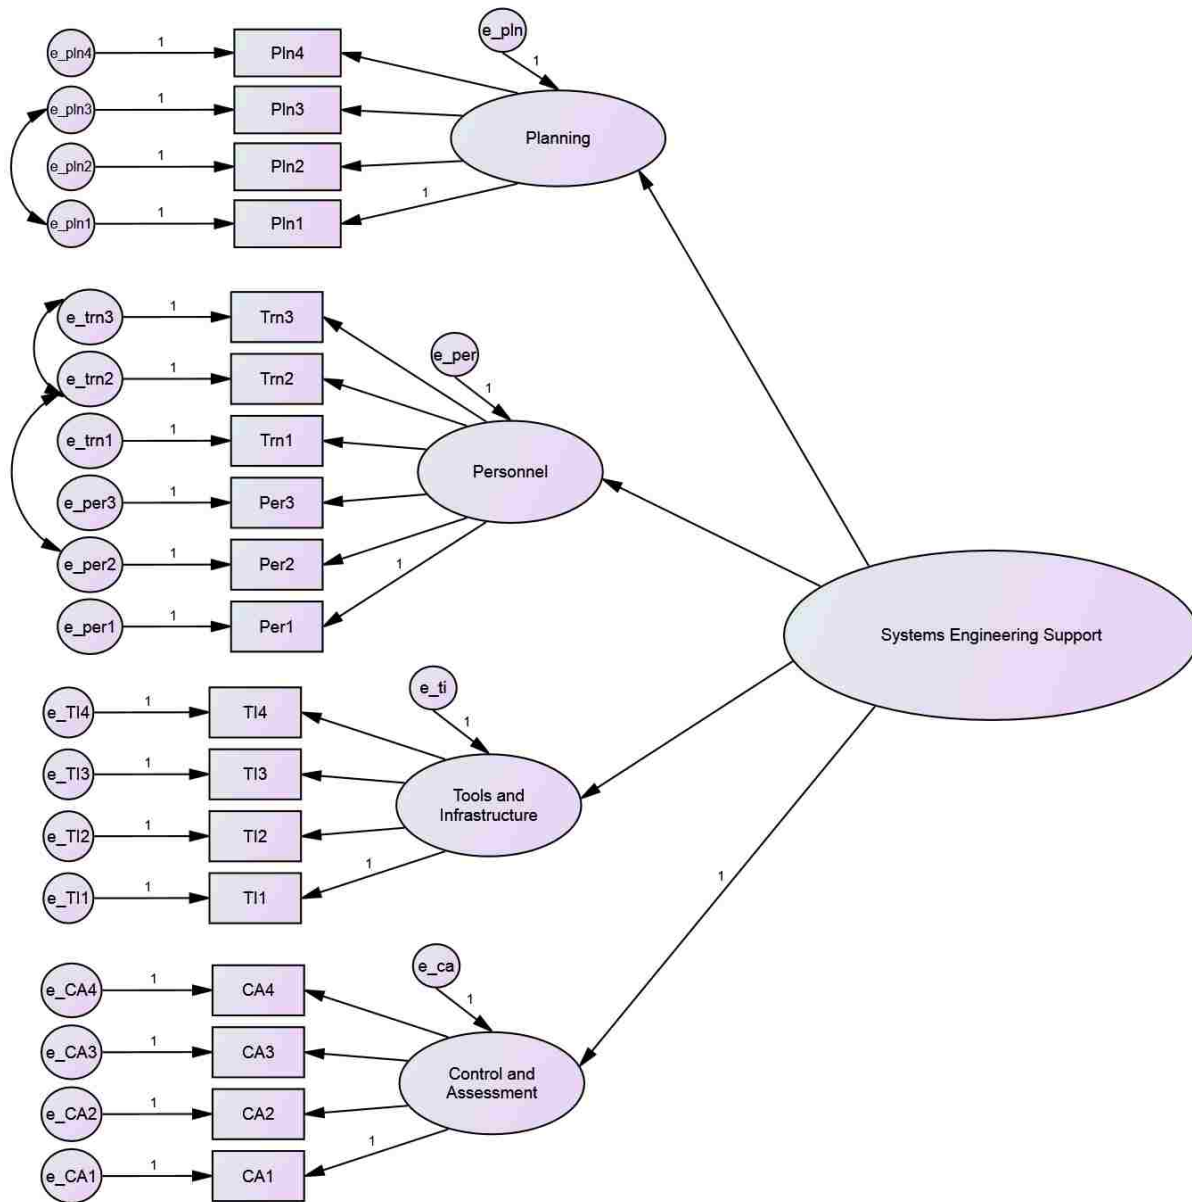 e_pln
1
e_pln4
1
Pln4
e_pln3
1
Pln3
Planning
e_pln2
1
Pln2
1
e_pln1
1
Pln1
e_trn3
1
Trn3
e_per
1
e_trn2
1
Trn2
e_trn1
1
Trn1
Personnel
e_per3
1
Per3
e_per2
1
Per2
1
e_per1
1
Per1
Systems Engineering Support
e_ti
1
e_TI4
1
TI4
e_TI3
1
TI3
Tools and
Infrastructure
e_TI2
1
TI2
1
e_TI1
1
TI1
1
e_ca
1
e_CA4
1
CA4
e_CA3
1
CA3
Control and
Assessment
e_CA2
1
CA2
1
e_CA1
1
CA1